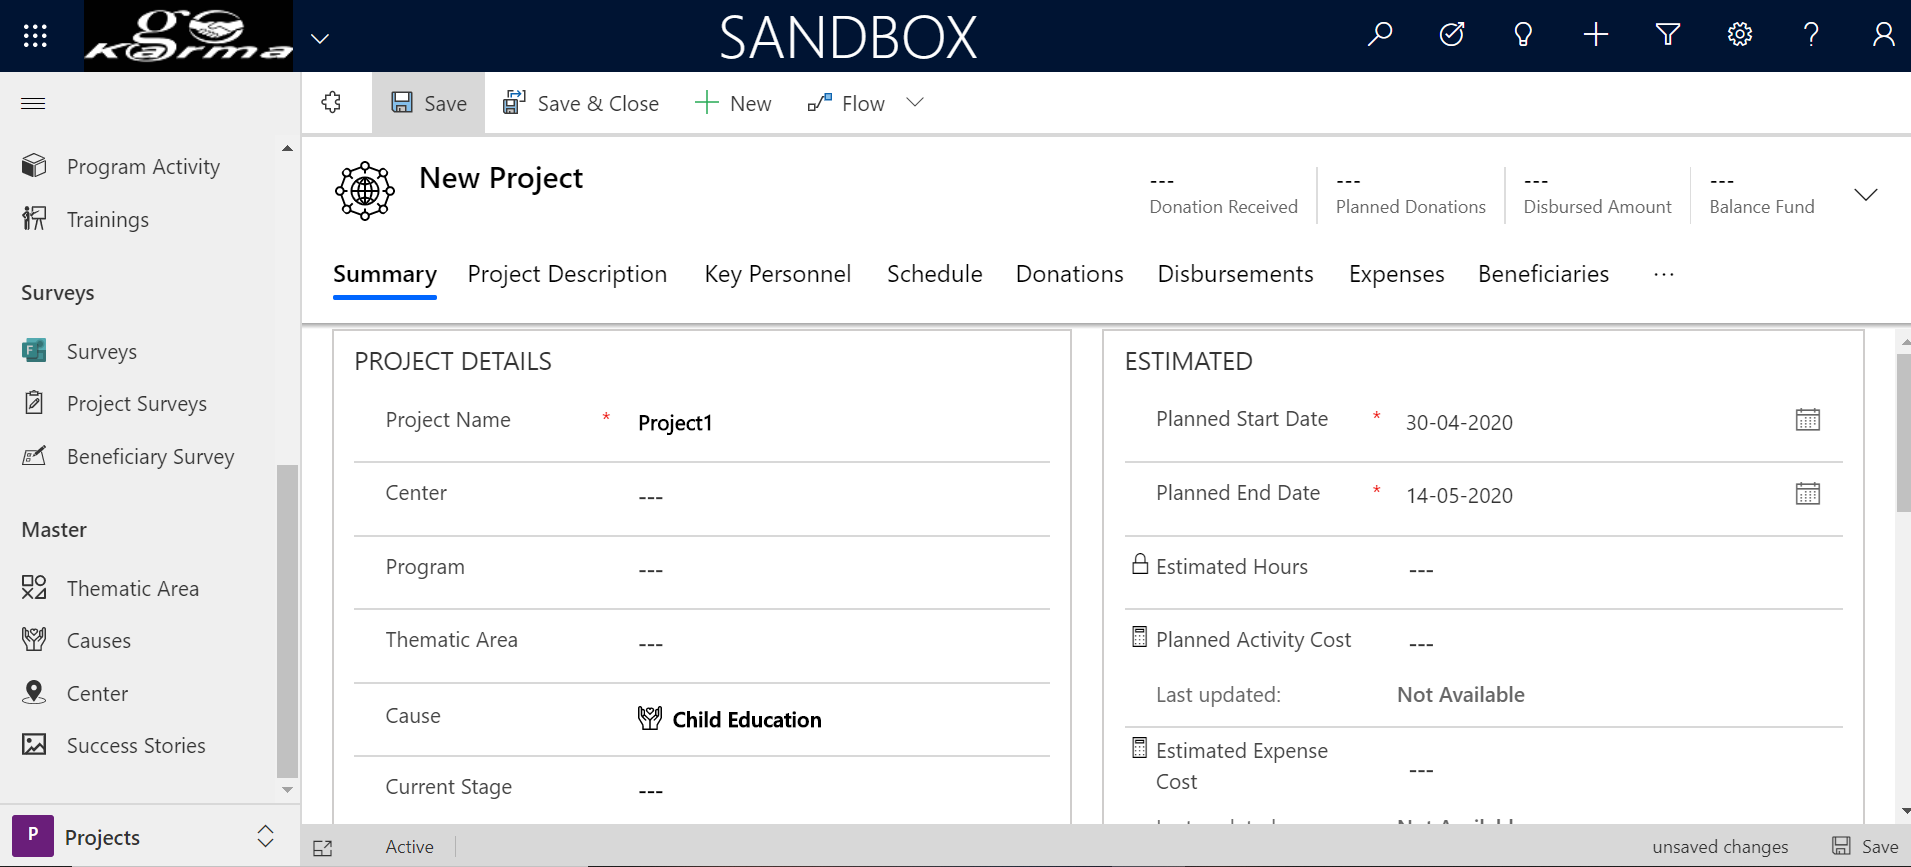 go karma
SANDBOX
Save
Save & Close
New
Flow
Program Activity
Trainings
Surveys
Surveys
Project Surveys
Beneficiary Survey
Master
Thematic Area
Causes
Center
Success Stories
P
Projects
New Project
---
Donation Received
---
Planned Donations
---
Disbursed Amount
---
Balance Fund
Summary
Project Description
Key Personnel
Schedule
Donations
Disbursements
Expenses
Beneficiaries
...
PROJECT DETAILS
Project Name * Project1
Center ---
Program ---
Thematic Area ---
Cause Child Education
Current Stage ---
ESTIMATED
Planned Start Date * 30-04-2020
Planned End Date * 14-05-2020
Estimated Hours ---
Planned Activity Cost ---
Last updated: Not Available
Estimated Expense
Cost ---
Active
unsaved changes
Save